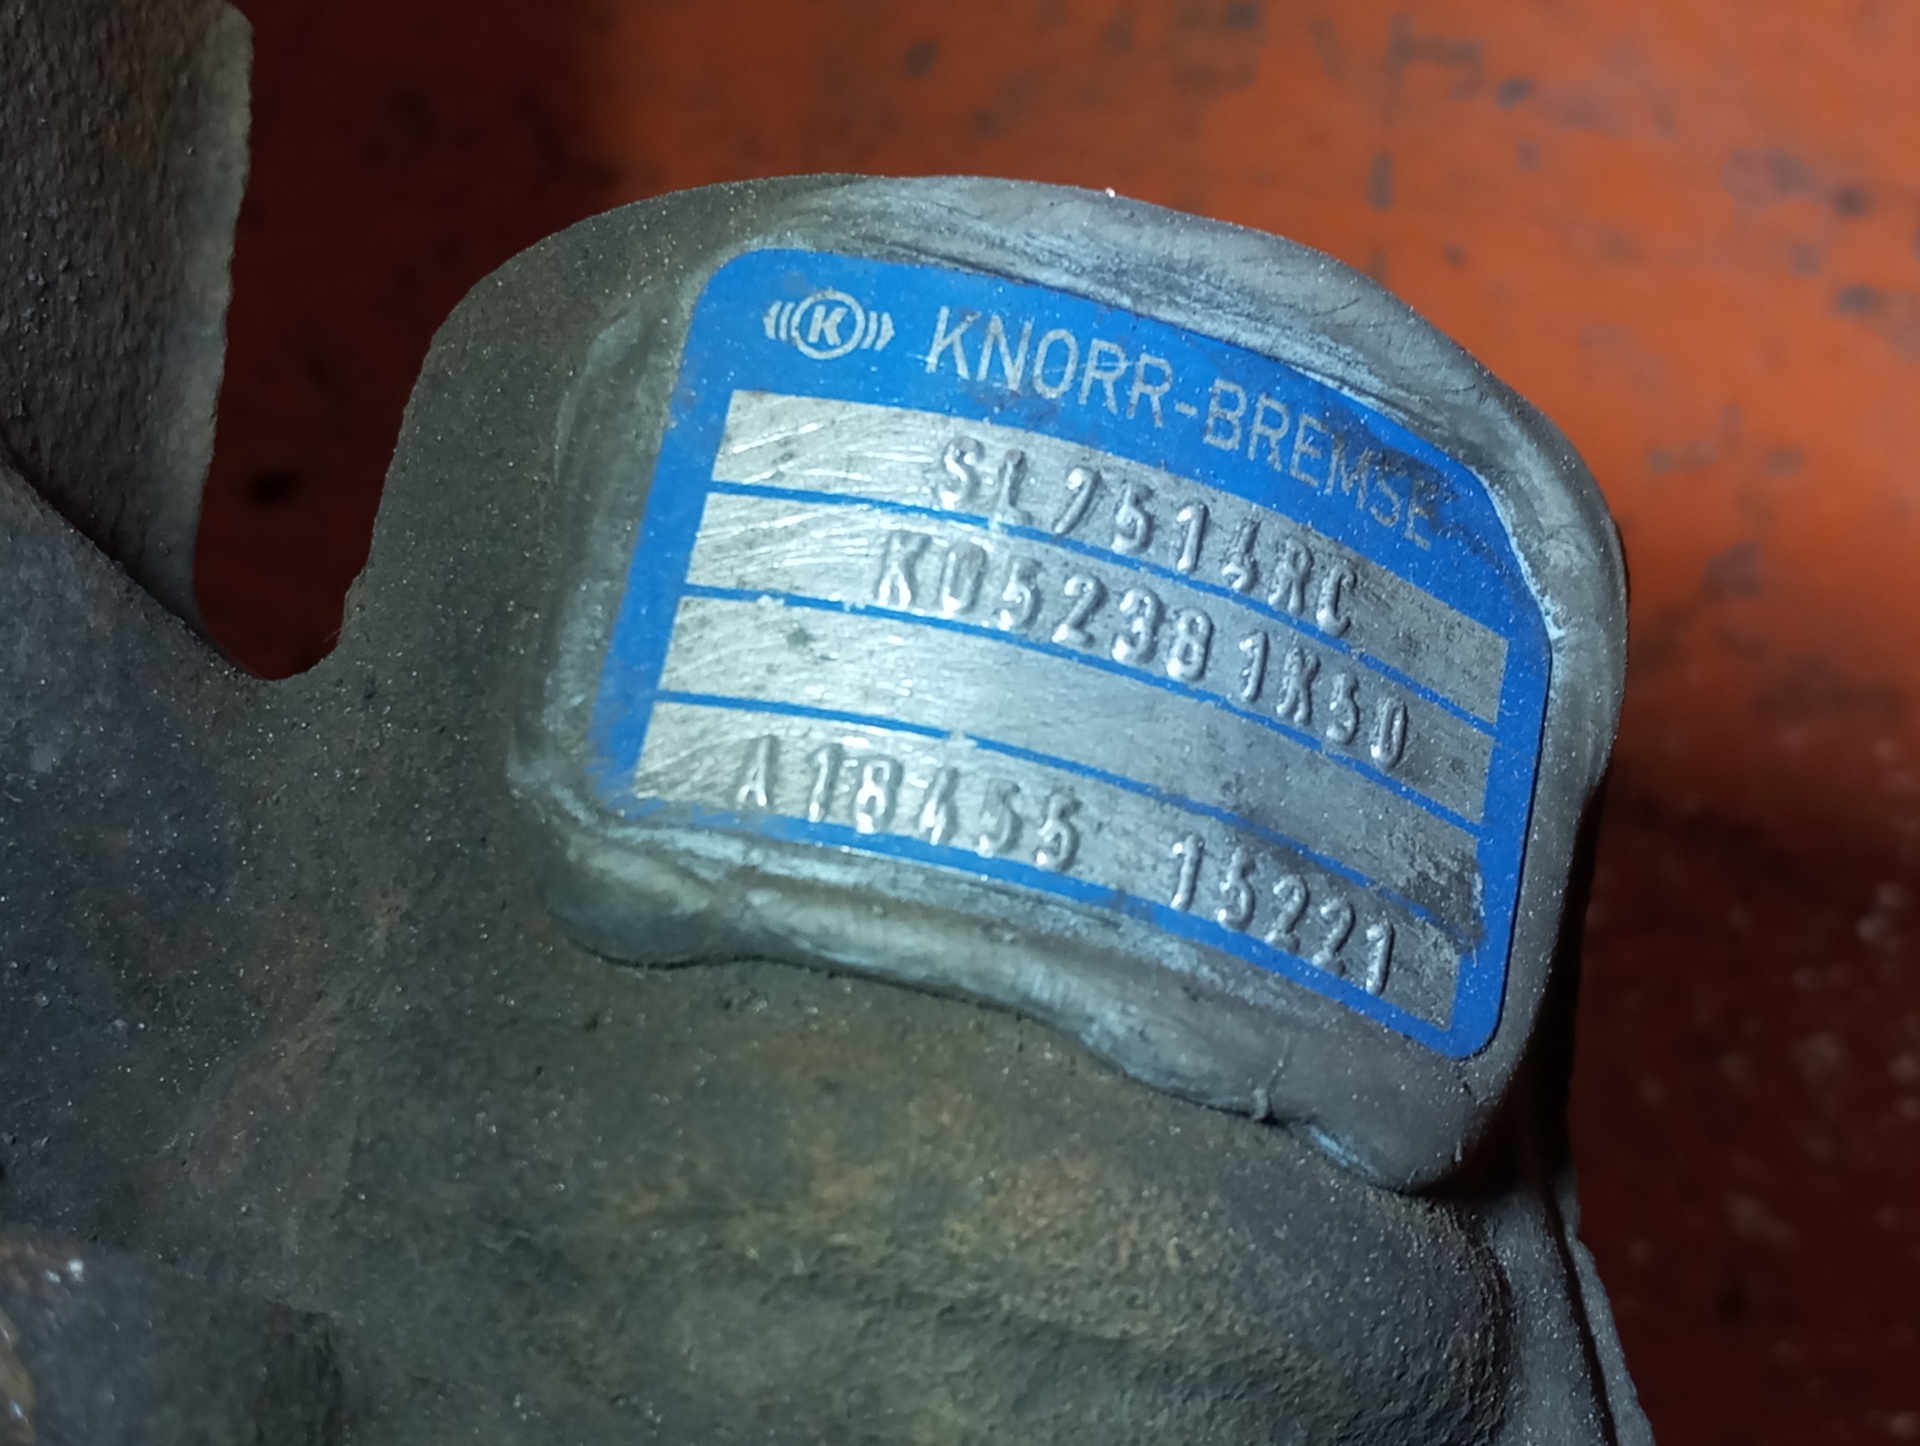 K KNORR-BREMSE
SL7514RC
K052381K50
A18455 15221